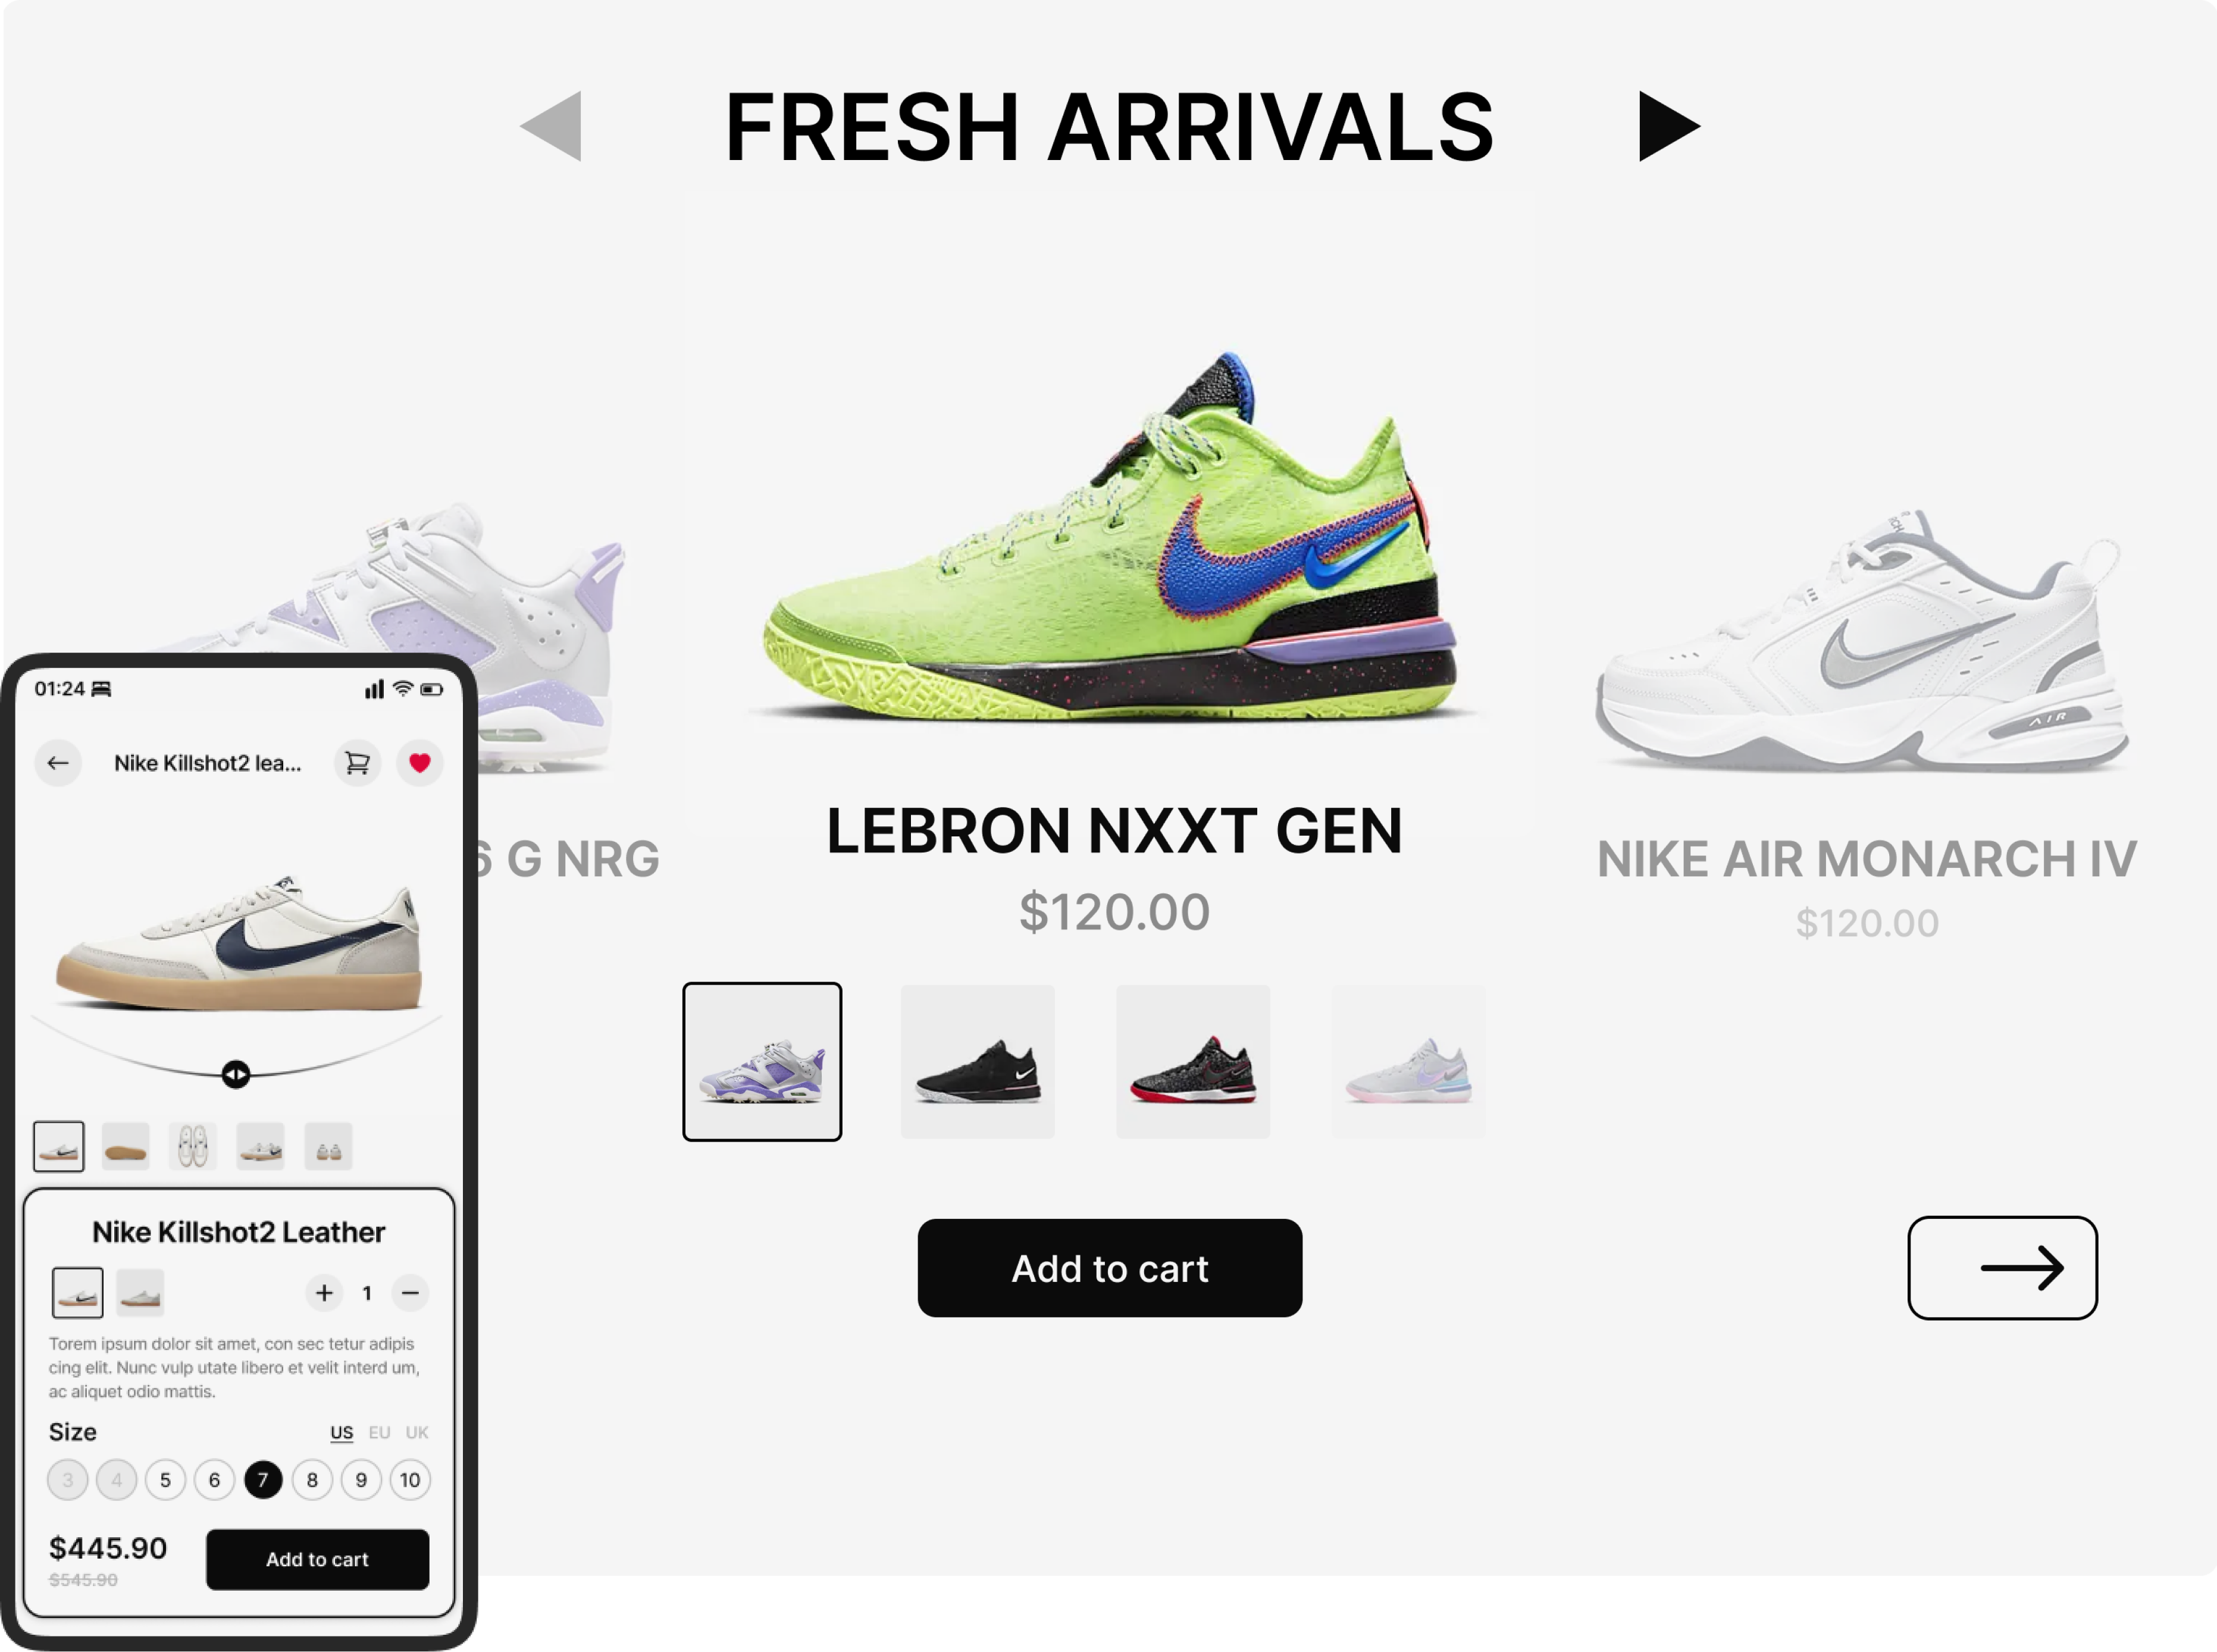 FRESH ARRIVALS
6 G NRG
LEBRON NXXT GEN
$120.00
NIKE AIR MONARCH IV
$120.00
AIR
Add to cart
01:24
Nike Killshot2 lea...
Nike Killshot2 Leather
1
Torem ipsum dolor sit amet, con sec tetur adipis
cing elit. Nunc vulp utate libero et velit interd um,
ac aliquet odio mattis.
Size
US EU UK
3 4 5 6 7 8 9 10
$445.90
$545.90
Add to cart